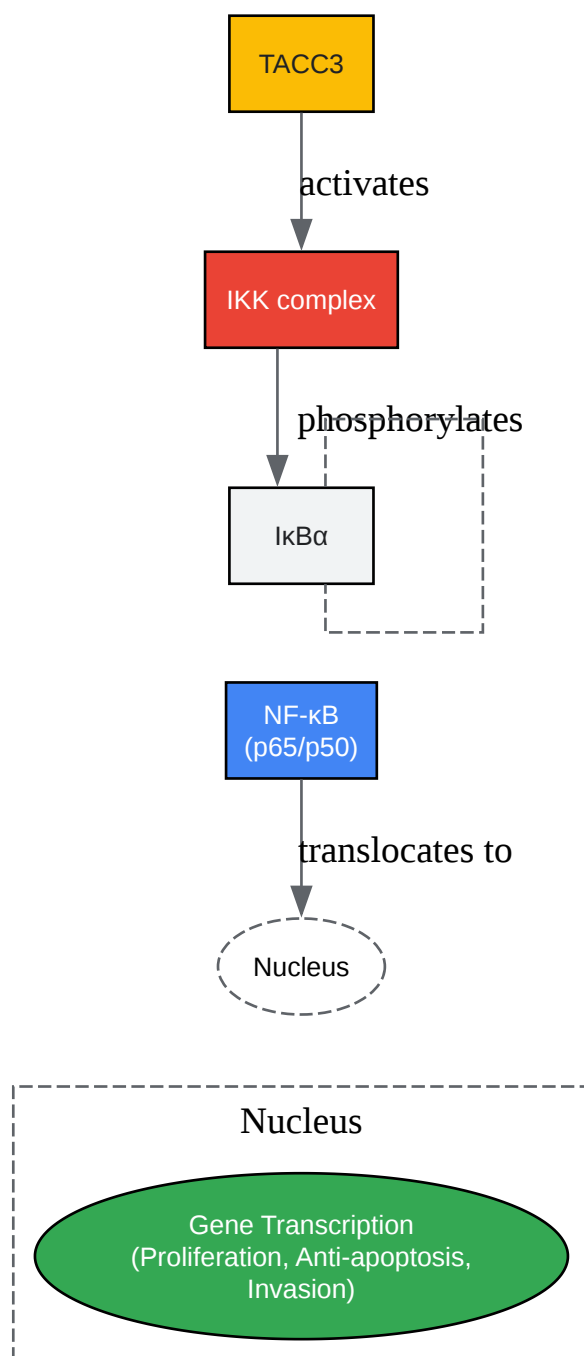 TACC3
activates
IKK complex
phosphorylates
IκBα
NF-κB
(p65/p50)
translocates to
Nucleus
Nucleus
Gene Transcription
(Proliferation, Anti-apoptosis,
Invasion)